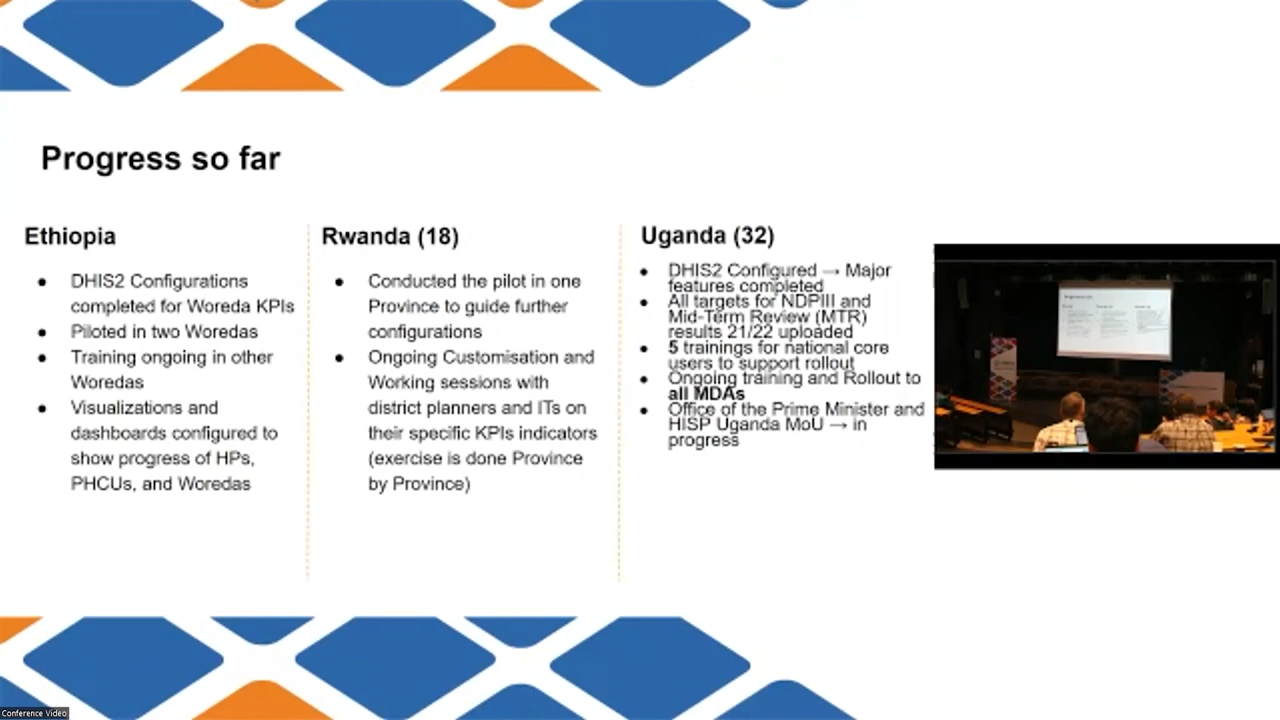 Progress so far
Ethiopia
● DHIS2 Configurations
completed for Woreda KPIs
● Piloted in two Woredas
● Training ongoing in other
Woredas
● Visualizations and
dashboards configured to
show progress of HPs,
PHCUs, and Woredas
Rwanda (18)
● Conducted the pilot in one
Province to guide further
configurations
● Ongoing Customisation and
Working sessions with
district planners and ITs on
their specific KPIs indicators
(exercise is done Province
by Province)
Uganda (32)
● DHIS2 Configured → Major
features completed
● All targets for NDPIII and
Mid-Term Review (MTR)
results 21/22 uploaded
● 5 trainings for national core
users to support rollout
● Ongoing training and Rollout to
all MDAs
● Office of the Prime Minister and
HISP Uganda MoU → in
progress
Conference Video